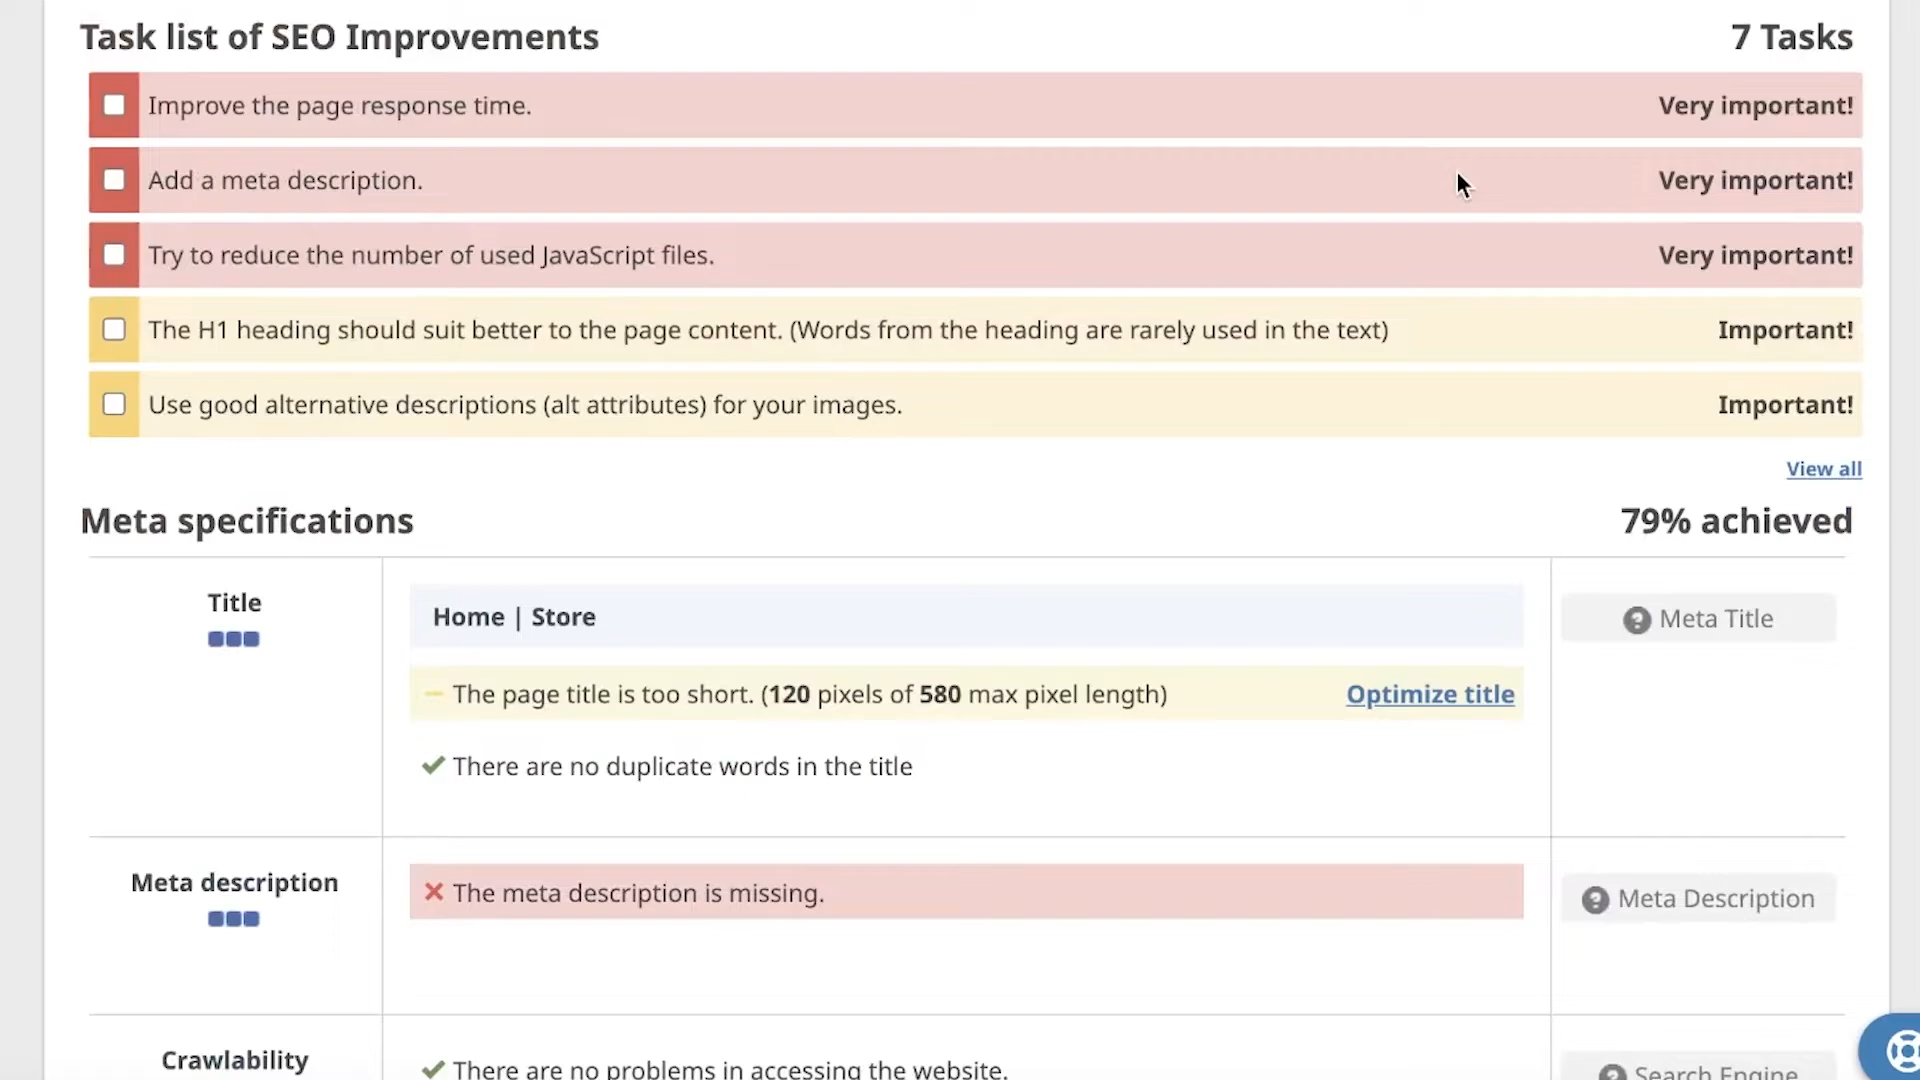 Task list of SEO Improvements 7 Tasks
Improve the page response time. Very important!
Add a meta description. Very important!
Try to reduce the number of used JavaScript files. Very important!
The H1 heading should suit better to the page content. (Words from the heading are rarely used in the text) Important!
Use good alternative descriptions (alt attributes) for your images. Important!
View all
Meta specifications 79% achieved
Title
Home | Store
Meta Title
The page title is too short. (120 pixels of 580 max pixel length) Optimize title
There are no duplicate words in the title
Meta description
The meta description is missing.
Meta Description
Crawlability
There are no problems in accessing the website.
Search Engine